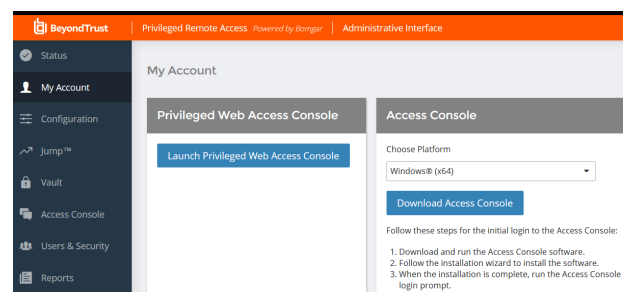 BeyondTrust Privileged Remote Access Powered by Bomgar Administrative Interface
Status
My Account
Configuration
Jump™
Vault
Access Console
Users & Security
Reports
My Account
Privileged Web Access Console
Launch Privileged Web Access Console
Access Console
Choose Platform
Windows® (x64)
Download Access Console
Follow these steps for the initial login to the Access Console:
1. Download and run the Access Console software.
2. Follow the installation wizard to install the software.
3. When the installation is complete, run the Access Console
login prompt.